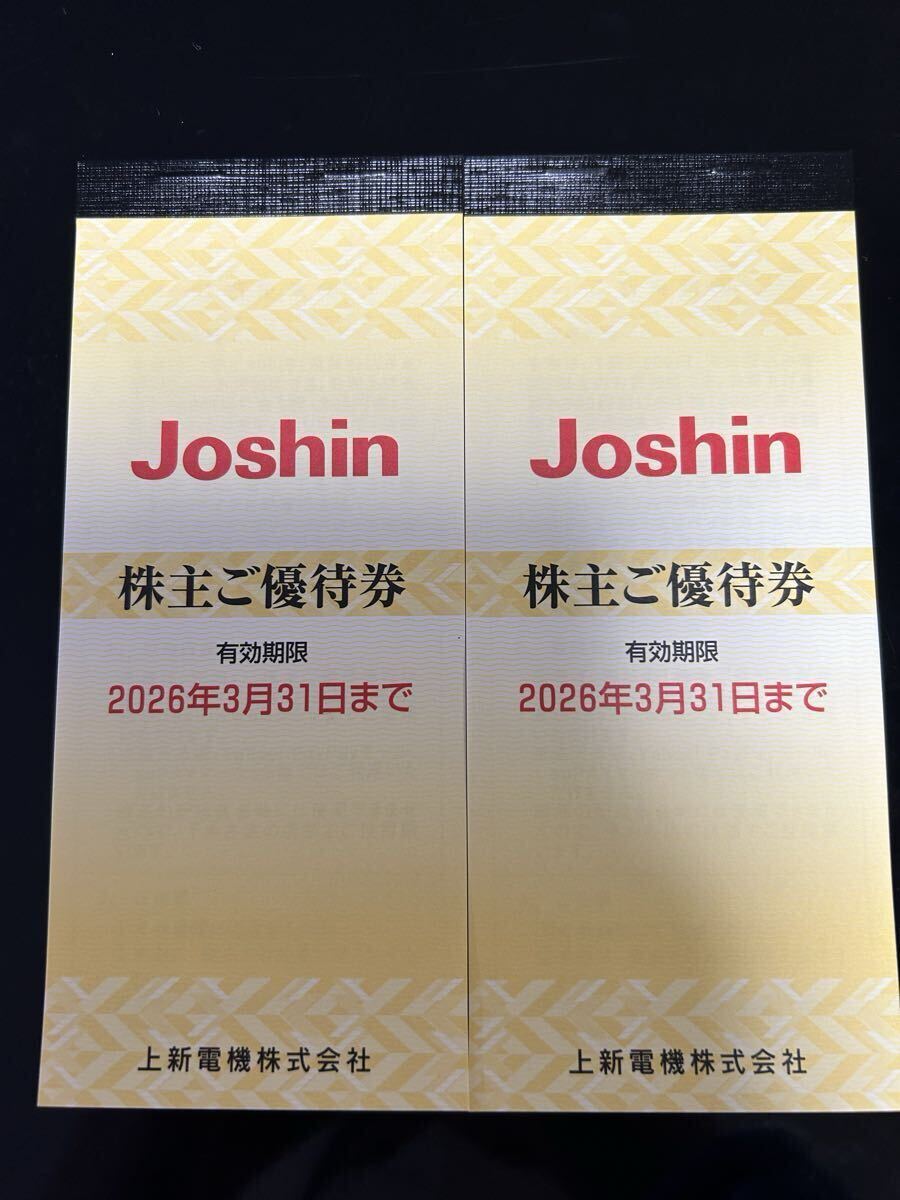 Joshin
株主ご優待券
有効期限
2026年3月31日まで
上新電機株式会社
Joshin
株主ご優待券
有効期限
2026年3月31日まで
上新電機株式会社